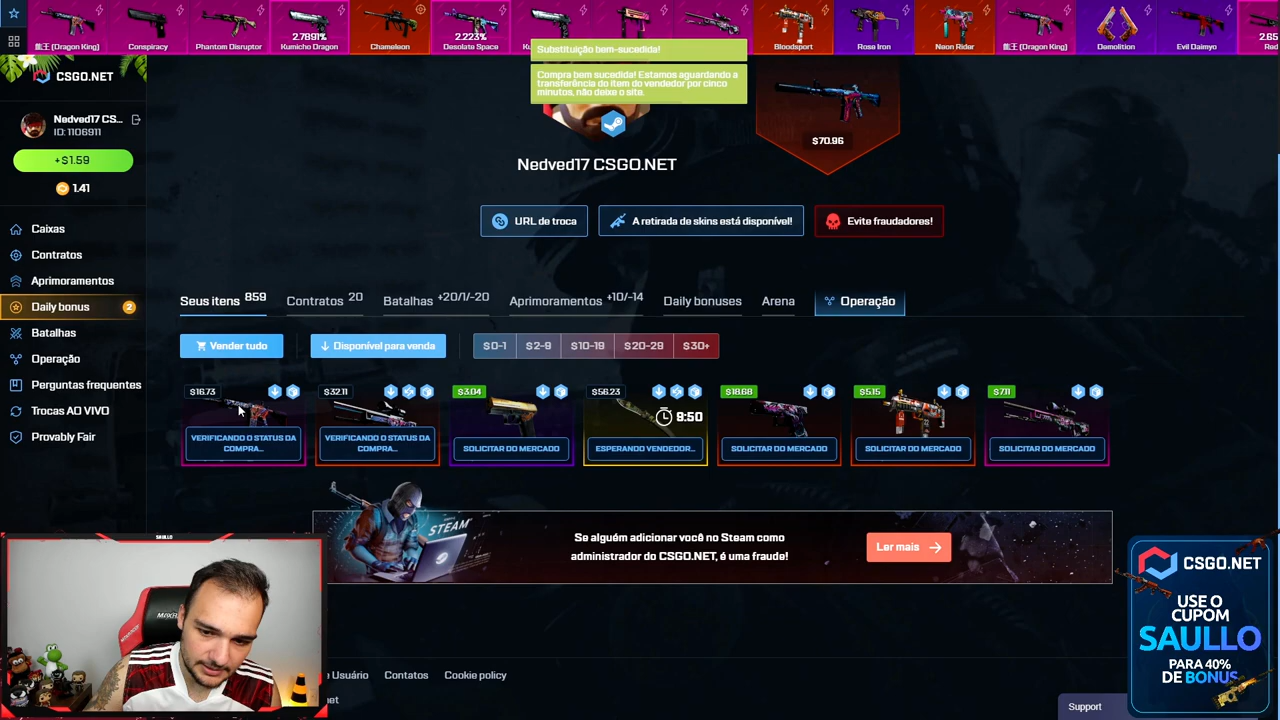 龍王 (Dragon King)
Conspiracy
Phantom Disruptor
2.7891%
Kumicho Dragon
Chameleon
2.223%
Desolate Space
Bloodsport
Rose Iron
Neon Rider
龍王 (Dragon King)
Demolition
Evil Daimyo
2.65
Red
Substituição bem-sucedida!
Compra bem sucedida! Estamos aguardando a
transferência do item do vendedor por cinco
minutos, não deixe o site.
CSGO.NET
Nedved17 CS...
ID: 1106911
+$1.59
1.41
Caixas
Contratos
Aprimoramentos
Daily bonus 2
Batalhas
Operação
Perguntas frequentes
Trocas AO VIVO
Provably Fair
$70.96
Nedved17 CSGO.NET
URL de troca
A retirada de skins está disponível!
Evite fraudadores!
Seus itens 859
Contratos 20
Batalhas +20/1/-20
Aprimoramentos +10/-14
Daily bonuses
Arena
Operação
Vender tudo
Disponível para venda
$0-1
$2-9
$10-19
$20-29
$30+
$16.73
VERIFICANDO O STATUS DA
COMPRA...
$32.11
VERIFICANDO O STATUS DA
COMPRA...
$3.04
SOLICITAR DO MERCADO
$56.23
9:50
ESPERANDO VENDEDOR...
$18.68
SOLICITAR DO MERCADO
$5.15
SOLICITAR DO MERCADO
$7.11
SOLICITAR DO MERCADO
STEAM
Se alguém adicionar você no Steam como
administrador do CSGO.NET, é uma fraude!
Ler mais
SAULLO
Usuário
Contatos
Cookie policy
CSGO.NET
USE O
CUPOM
SAULLO
PARA 40%
DE BONUS
Support